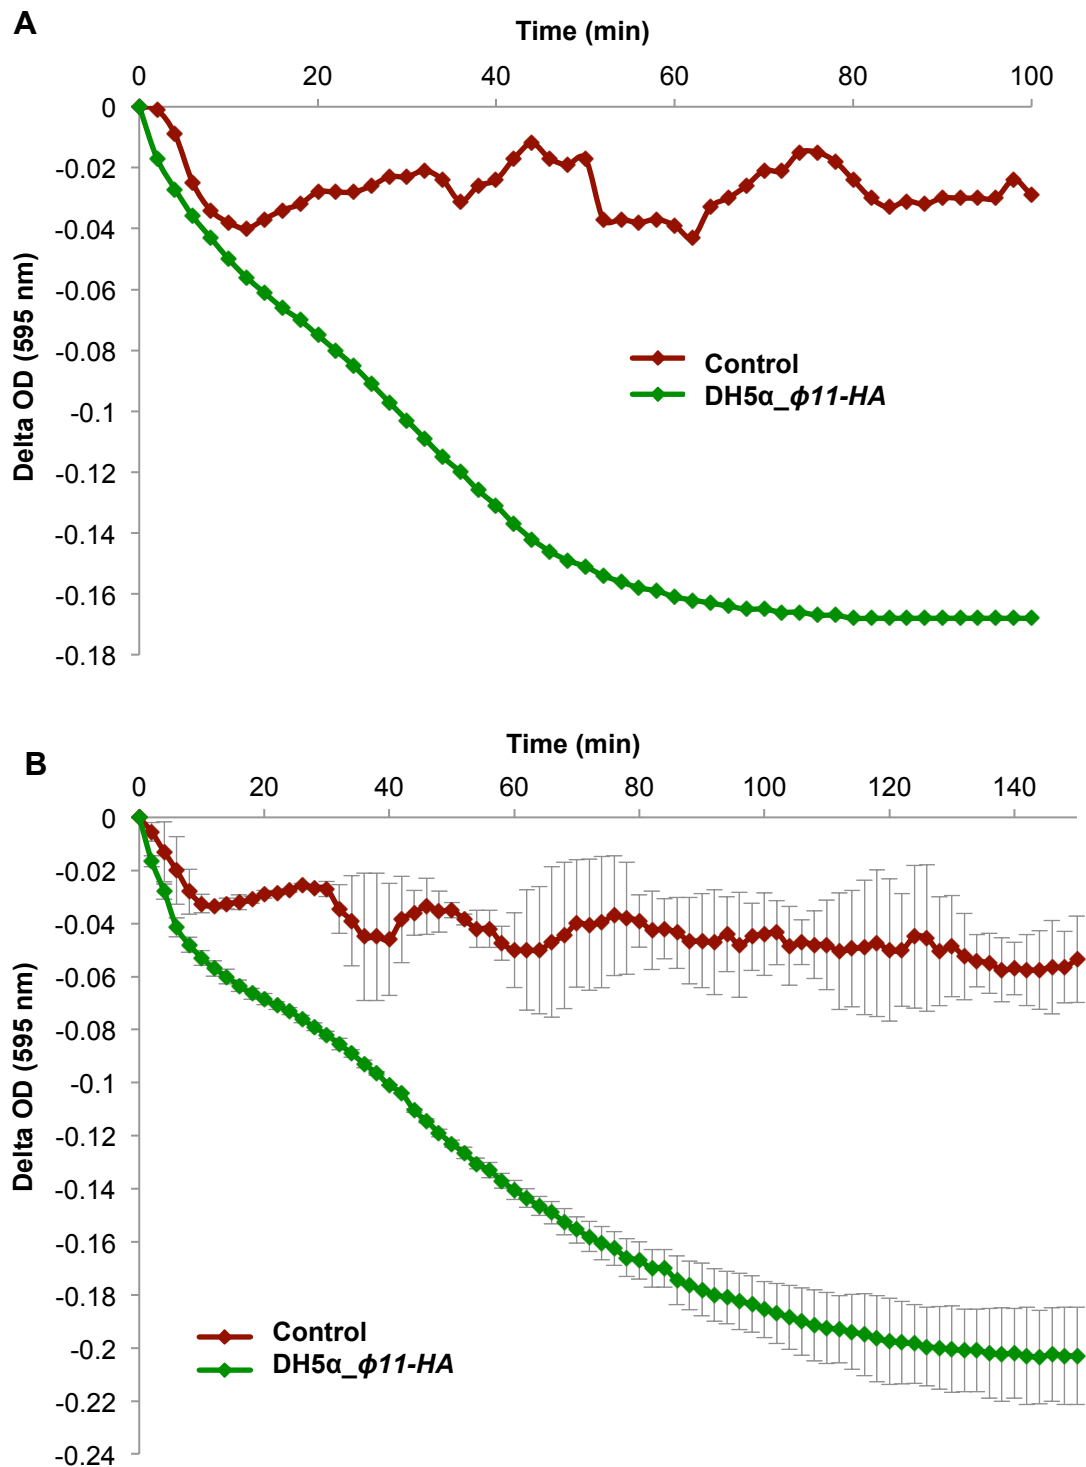 A
Time (min)
0 20 40 60 80 100
0
-0.02
-0.04
-0.06
-0.08
-0.1
-0.12
-0.14
-0.16
-0.18
Delta OD (595 nm)
Control
DH5α_ϕ11-HA
B
Time (min)
0 20 40 60 80 100 120 140
0
-0.02
-0.04
-0.06
-0.08
-0.1
-0.12
-0.14
-0.16
-0.18
-0.2
-0.22
-0.24
Delta OD (595 nm)
Control
DH5α_ϕ11-HA